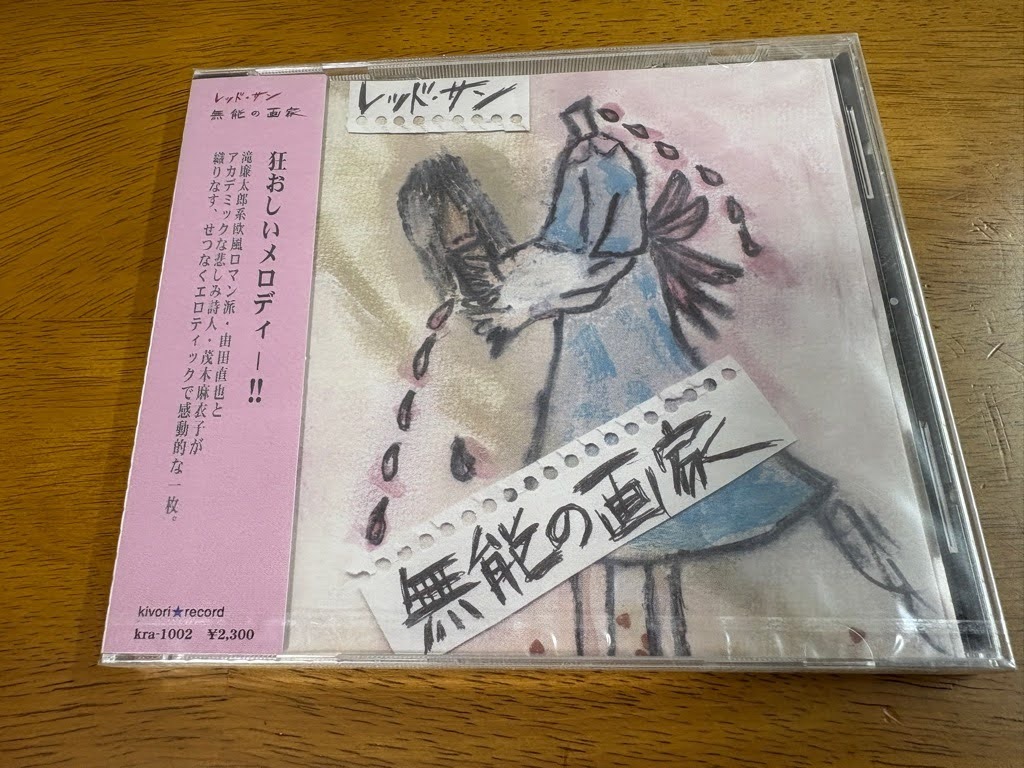 レッド・サン
無能の画家
狂おしいメロディー!!
滝廉太郎系欧風ロマン派・由田直也と
アカデミックな悲しみ詩人・茂木麻衣子が
織りなす、せつなくエロティックで感動的な一枚。
kivori★record
kra-1002 ¥2,300
レッド・サン
無能の画家